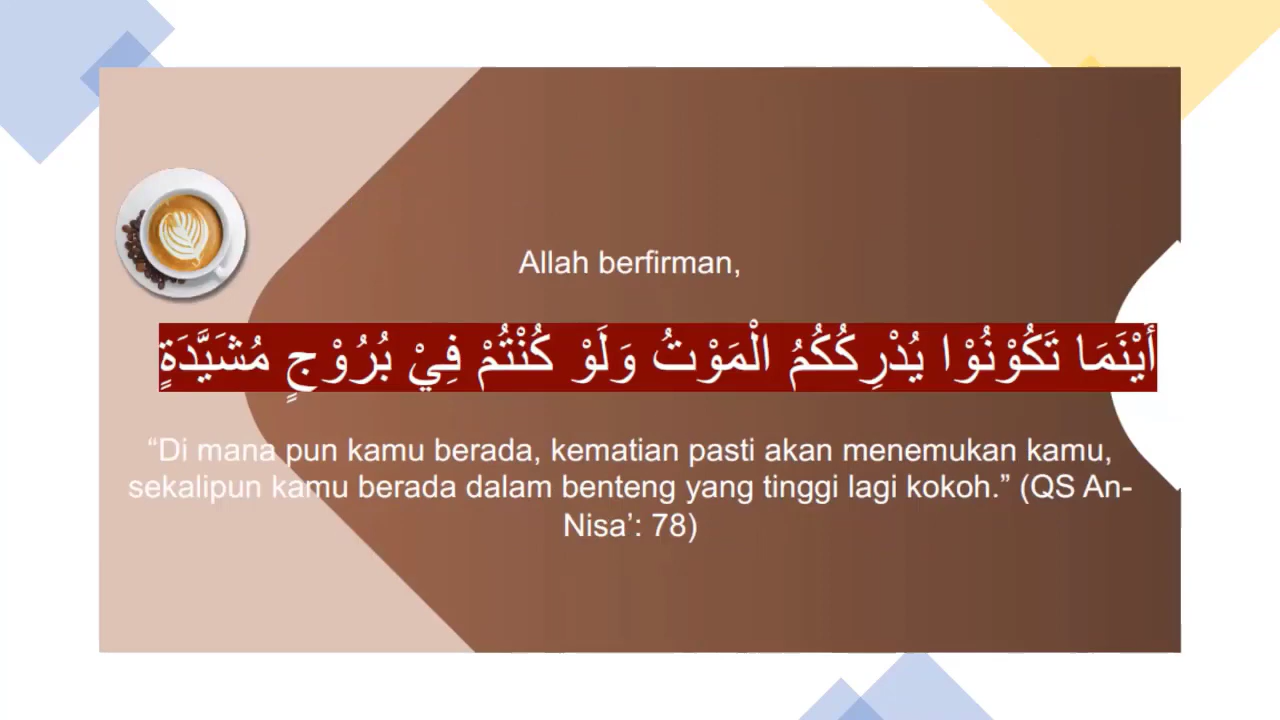 Allah berfirman,
أَيْنَمَا تَكُوْنُوْا يُدْرِكْكُمُ الْمَوْتُ وَلَوْ كُنْتُمْ فِيْ بُرُوْجٍ مُشَيَّدَةٍ
“Di mana pun kamu berada, kematian pasti akan menemukan kamu,
sekalipun kamu berada dalam benteng yang tinggi lagi kokoh.” (QS An-
Nisa’: 78)